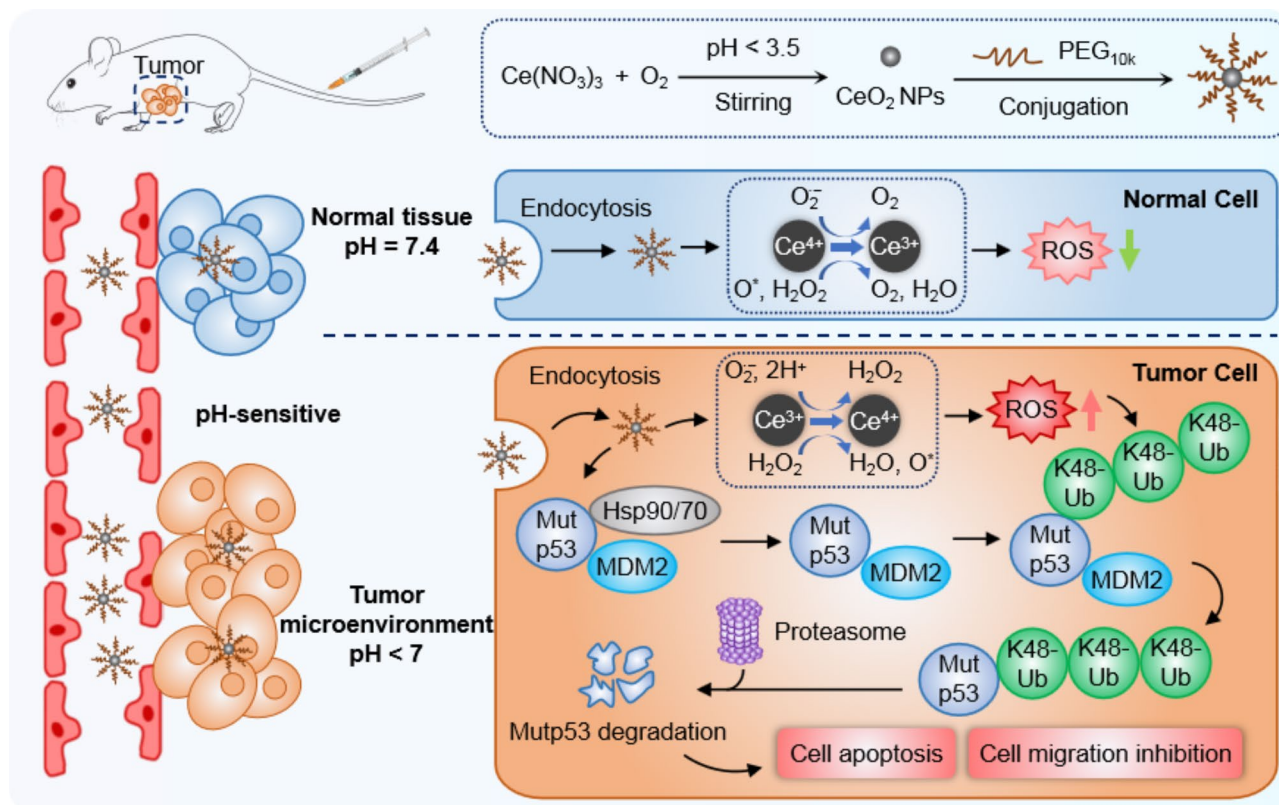 Tumor
Ce(NO₃)₃ + O₂
pH < 3.5
Stirring
CeO₂ NPs
PEG₁₀ₖ
Conjugation
Normal tissue
pH = 7.4
Endocytosis
O₂⁻
O₂
Ce⁴⁺
Ce³⁺
O*, H₂O₂
O₂, H₂O
ROS
Normal Cell
pH-sensitive
Tumor
microenvironment
pH < 7
Endocytosis
O₂⁻, 2H⁺
H₂O₂
Ce³⁺
Ce⁴⁺
H₂O₂
H₂O, O*
ROS
Tumor Cell
K48-
Ub
K48-
Ub
K48-
Ub
Mut
p53
Hsp90/70
MDM2
Mut
p53
MDM2
Mut
p53
MDM2
Proteasome
Mut
p53
K48-
Ub
K48-
Ub
K48-
Ub
Mutp53 degradation
Cell apoptosis
Cell migration inhibition